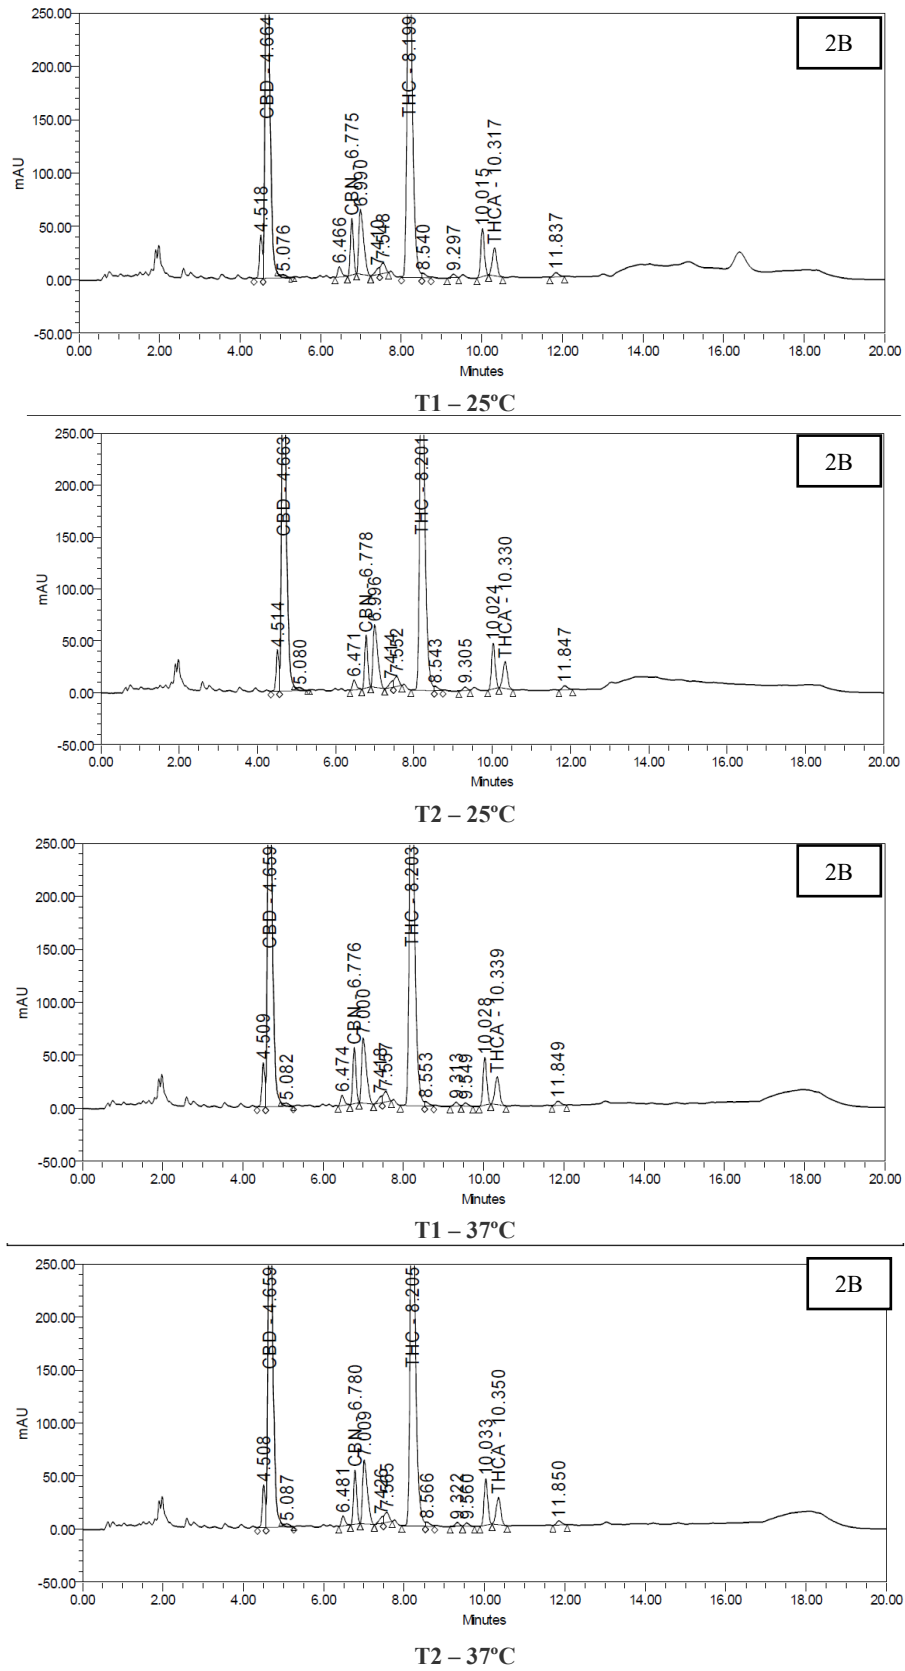 250.00
200.00
150.00
100.00
50.00
0.00
-50.00
mAU
4.518
CBD - 4.664
5.076
6.466
CBN - 6.775
6.990
7.410
7.548
THC - 8.199
8.540
9.297
10.015
THCA - 10.317
11.837
2B
0.00 2.00 4.00 6.00 8.00 10.00 12.00 14.00 16.00 18.00 20.00
Minutes
T1 – 25ºC
250.00
200.00
150.00
100.00
50.00
0.00
-50.00
mAU
4.514
CBD - 4.663
5.080
6.471
CBN - 6.778
6.996
7.414
7.552
THC - 8.201
8.543
9.305
10.024
THCA - 10.330
11.847
2B
0.00 2.00 4.00 6.00 8.00 10.00 12.00 14.00 16.00 18.00 20.00
Minutes
T2 – 25ºC
250.00
200.00
150.00
100.00
50.00
0.00
-50.00
mAU
4.509
CBD - 4.659
5.082
6.474
CBN - 6.776
7.000
7.418
7.557
THC - 8.203
8.553
9.313
9.549
10.028
THCA - 10.339
11.849
2B
0.00 2.00 4.00 6.00 8.00 10.00 12.00 14.00 16.00 18.00 20.00
Minutes
T1 – 37ºC
250.00
200.00
150.00
100.00
50.00
0.00
-50.00
mAU
4.508
CBD - 4.659
5.087
6.481
CBN - 6.780
7.009
7.426
7.565
THC - 8.205
8.566
9.322
9.560
10.033
THCA - 10.350
11.850
2B
0.00 2.00 4.00 6.00 8.00 10.00 12.00 14.00 16.00 18.00 20.00
Minutes
T2 – 37ºC